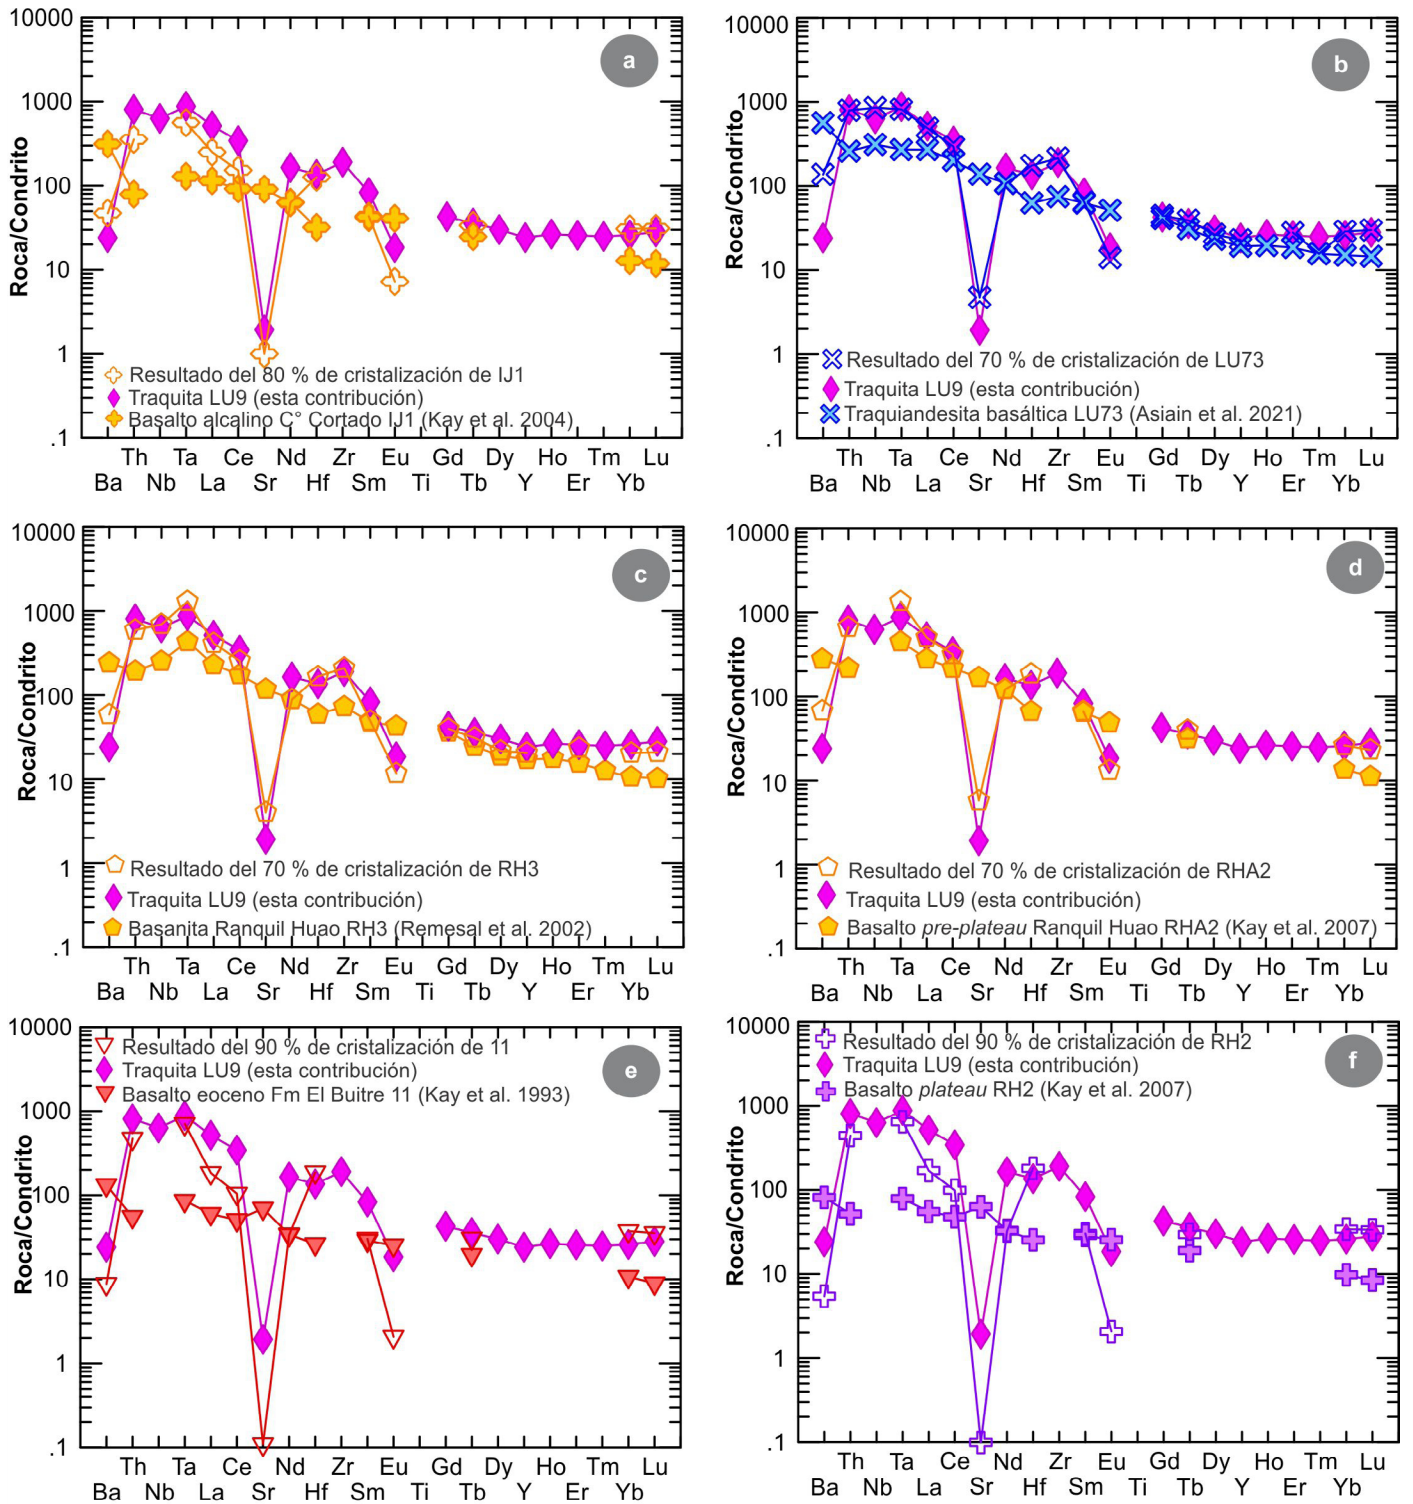 a
Roca/Condrito
10000
1000
100
10
1
.1
Resultado del 80 % de cristalización de IJ1
Traquita LU9 (esta contribución)
Basalto alcalino C° Cortado IJ1 (Kay et al. 2004)
Th Ta Ce Nd Zr Eu Gd Dy Ho Tm Lu
Ba Nb La Sr Hf Sm Ti Tb Y Er Yb
b
Roca/Condrito
10000
1000
100
10
1
.1
Resultado del 70 % de cristalización de LU73
Traquita LU9 (esta contribución)
Traquiandesita basáltica LU73 (Asiain et al. 2021)
Th Ta Ce Nd Zr Eu Gd Dy Ho Tm Lu
Ba Nb La Sr Hf Sm Ti Tb Y Er Yb
c
Roca/Condrito
10000
1000
100
10
1
.1
Resultado del 70 % de cristalización de RH3
Traquita LU9 (esta contribución)
Basanita Ranquil Huao RH3 (Remesal et al. 2002)
Th Ta Ce Nd Zr Eu Gd Dy Ho Tm Lu
Ba Nb La Sr Hf Sm Ti Tb Y Er Yb
d
Roca/Condrito
10000
1000
100
10
1
.1
Resultado del 70 % de cristalización de RHA2
Traquita LU9 (esta contribución)
Basalto pre-plateau Ranquil Huao RHA2 (Kay et al. 2007)
Th Ta Ce Nd Zr Eu Gd Dy Ho Tm Lu
Ba Nb La Sr Hf Sm Ti Tb Y Er Yb
e
Roca/Condrito
10000
1000
100
10
1
.1
Resultado del 90 % de cristalización de 11
Traquita LU9 (esta contribución)
Basalto eoceno Fm El Buitre 11 (Kay et al. 1993)
Th Ta Ce Nd Zr Eu Gd Dy Ho Tm Lu
Ba Nb La Sr Hf Sm Ti Tb Y Er Yb
f
Roca/Condrito
10000
1000
100
10
1
.1
Resultado del 90 % de cristalización de RH2
Traquita LU9 (esta contribución)
Basalto plateau RH2 (Kay et al. 2007)
Th Ta Ce Nd Zr Eu Gd Dy Ho Tm Lu
Ba Nb La Sr Hf Sm Ti Tb Y Er Yb